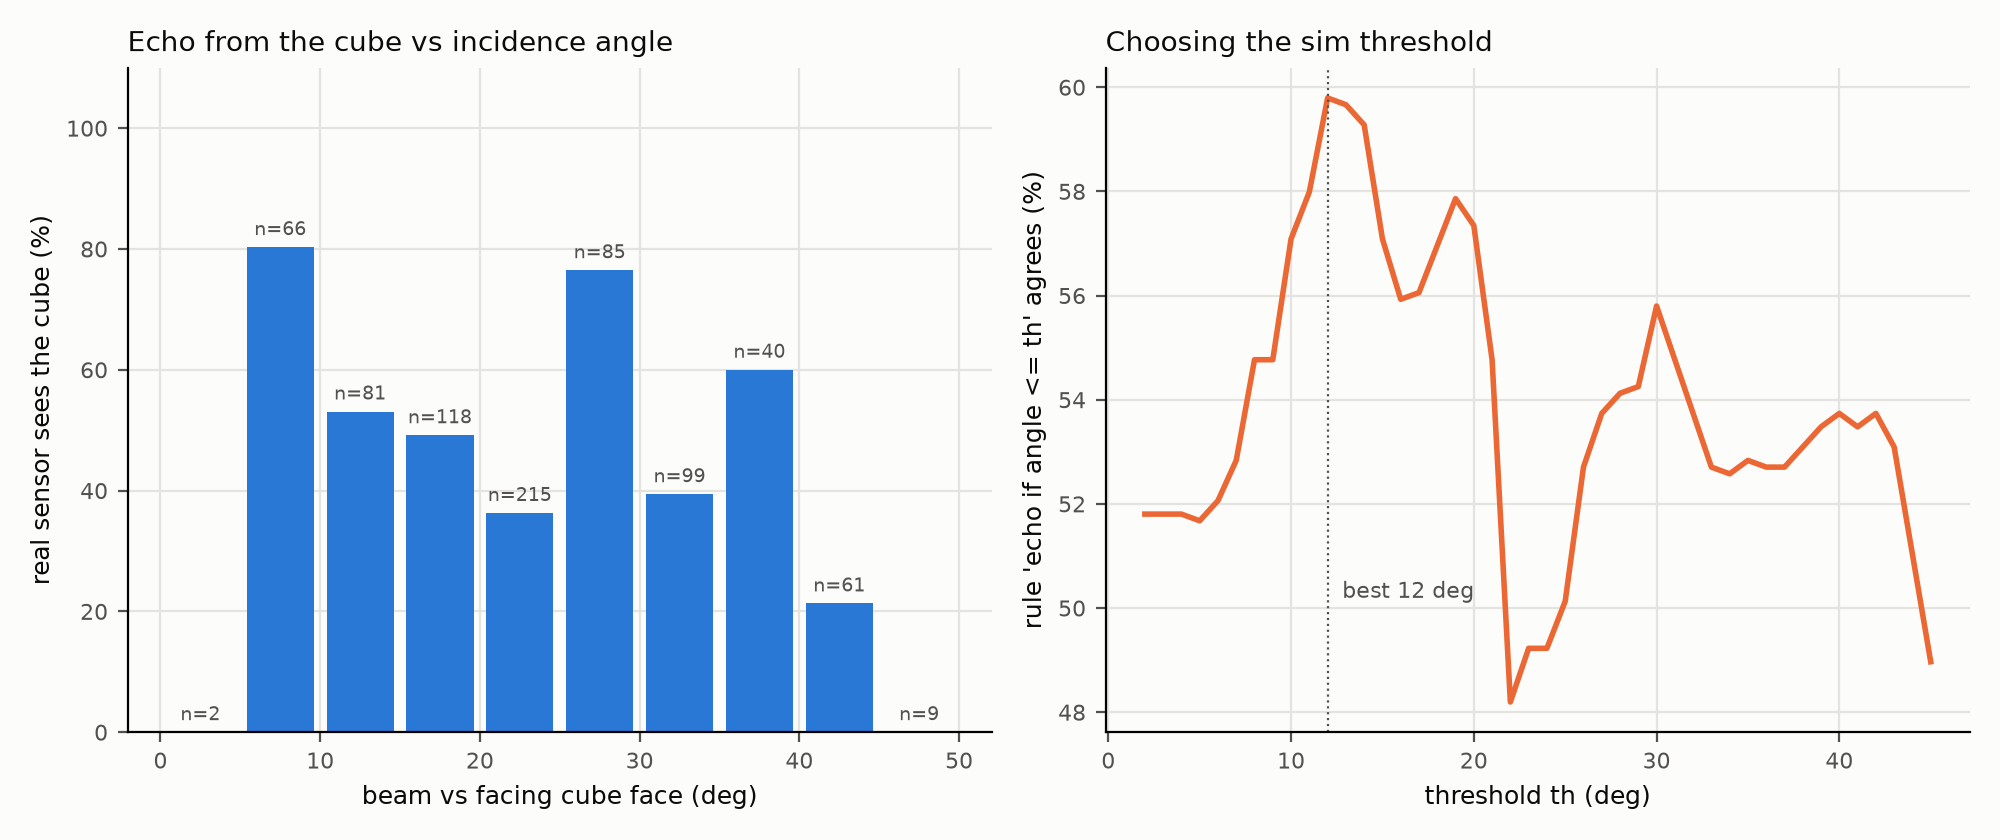 Echo from the cube vs incidence angle
real sensor sees the cube (%)
100
80
60
40
20
0
n=2
n=66
n=81
n=118
n=215
n=85
n=99
n=40
n=61
n=9
0 10 20 30 40 50
beam vs facing cube face (deg)
Choosing the sim threshold
rule 'echo if angle <= th' agrees (%)
60
58
56
54
52
50
48
best 12 deg
0 10 20 30 40
threshold th (deg)